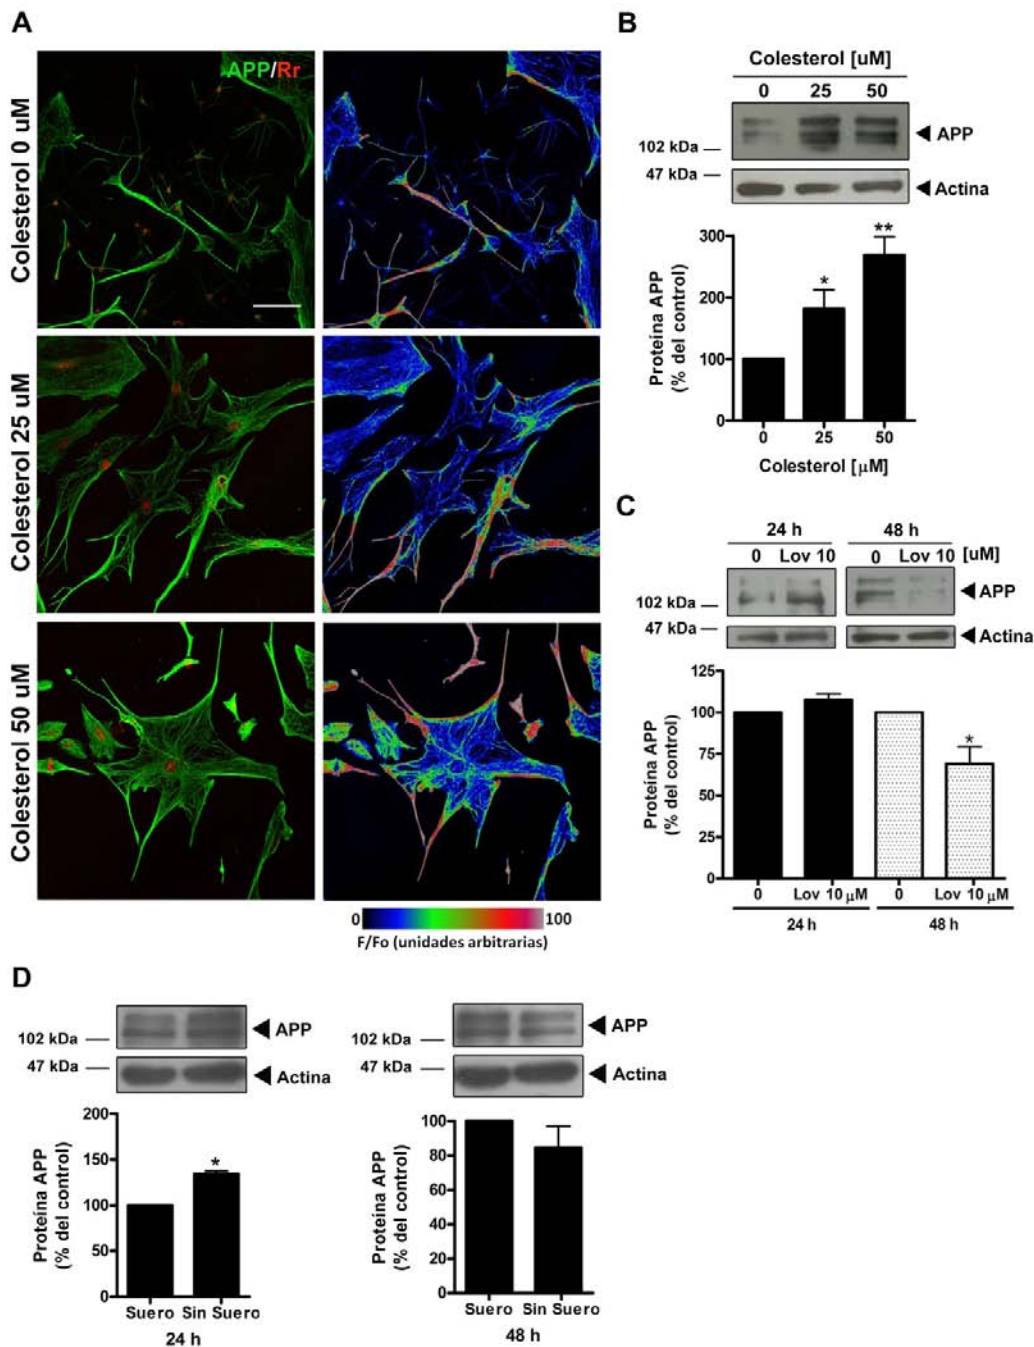 A
Colesterol 0 uM
APP/Rr
Colesterol 25 uM
Colesterol 50 uM
0 100
F/Fo (unidades arbitrarias)
B
Colesterol [uM]
0 25 50
102 kDa
APP
47 kDa
Actina
Proteína APP
(% del control)
300
200
100
0
*
**
0 25 50
Colesterol [µM]
C
24 h 48 h
0 Lov 10 0 Lov 10 [uM]
102 kDa
APP
47 kDa
Actina
Proteína APP
(% del control)
125
100
75
50
25
0
*
0 Lov 10 µM 0 Lov 10 µM
24 h 48 h
D
102 kDa
APP
47 kDa
Actina
Proteína APP
(% del control)
200
150
100
50
0
*
Suero Sin Suero
24 h
102 kDa
APP
47 kDa
Actina
Proteína APP
(% del control)
100
80
60
40
20
0
Suero Sin Suero
48 h